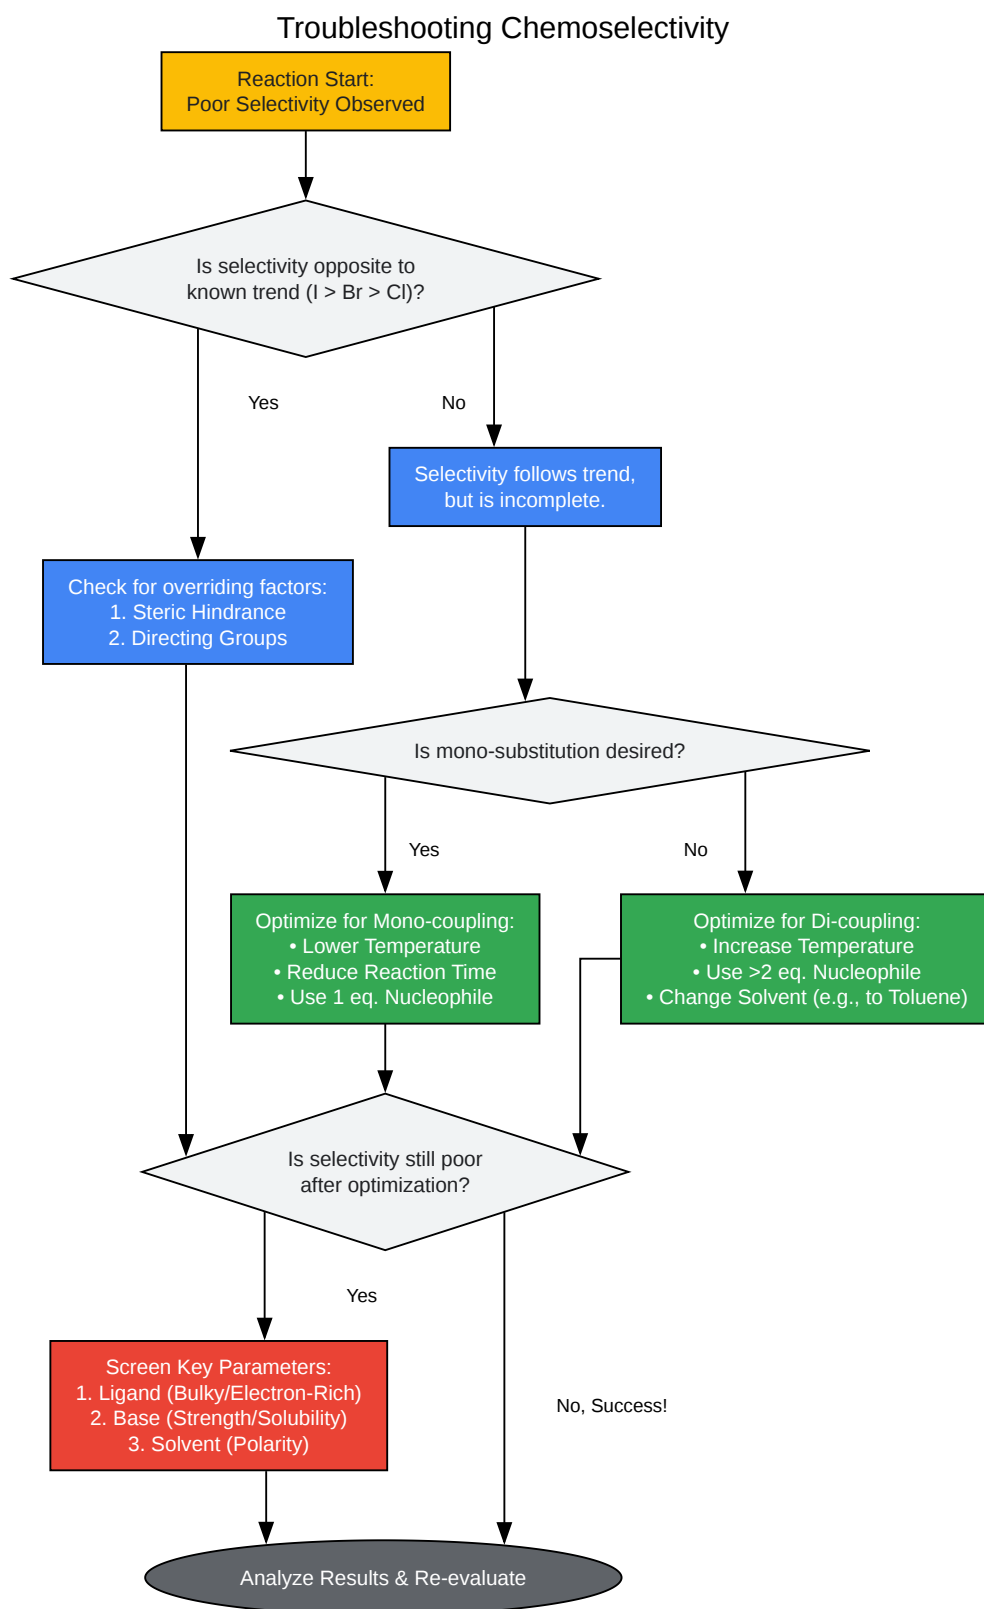 Troubleshooting Chemoselectivity
Reaction Start:
Poor Selectivity Observed
Is selectivity opposite to
known trend (I > Br > Cl)?
Yes
No
Selectivity follows trend,
but is incomplete.
Check for overriding factors:
1. Steric Hindrance
2. Directing Groups
Is mono-substitution desired?
Yes
No
Optimize for Mono-coupling:
• Lower Temperature
• Reduce Reaction Time
• Use 1 eq. Nucleophile
Optimize for Di-coupling:
• Increase Temperature
• Use >2 eq. Nucleophile
• Change Solvent (e.g., to Toluene)
Is selectivity still poor
after optimization?
Yes
Screen Key Parameters:
1. Ligand (Bulky/Electron-Rich)
2. Base (Strength/Solubility)
3. Solvent (Polarity)
No, Success!
Analyze Results & Re-evaluate